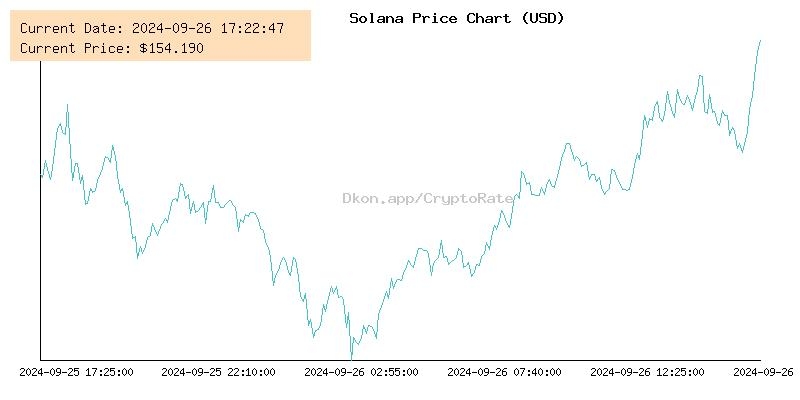 Solana Price Chart (USD)
Current Date: 2024-09-26 17:22:47
Current Price: $154.190
Dkon.app/CryptoRate
2024-09-25 17:25:00
2024-09-25 22:10:00
2024-09-26 02:55:00
2024-09-26 07:40:00
2024-09-26 12:25:00
2024-09-26